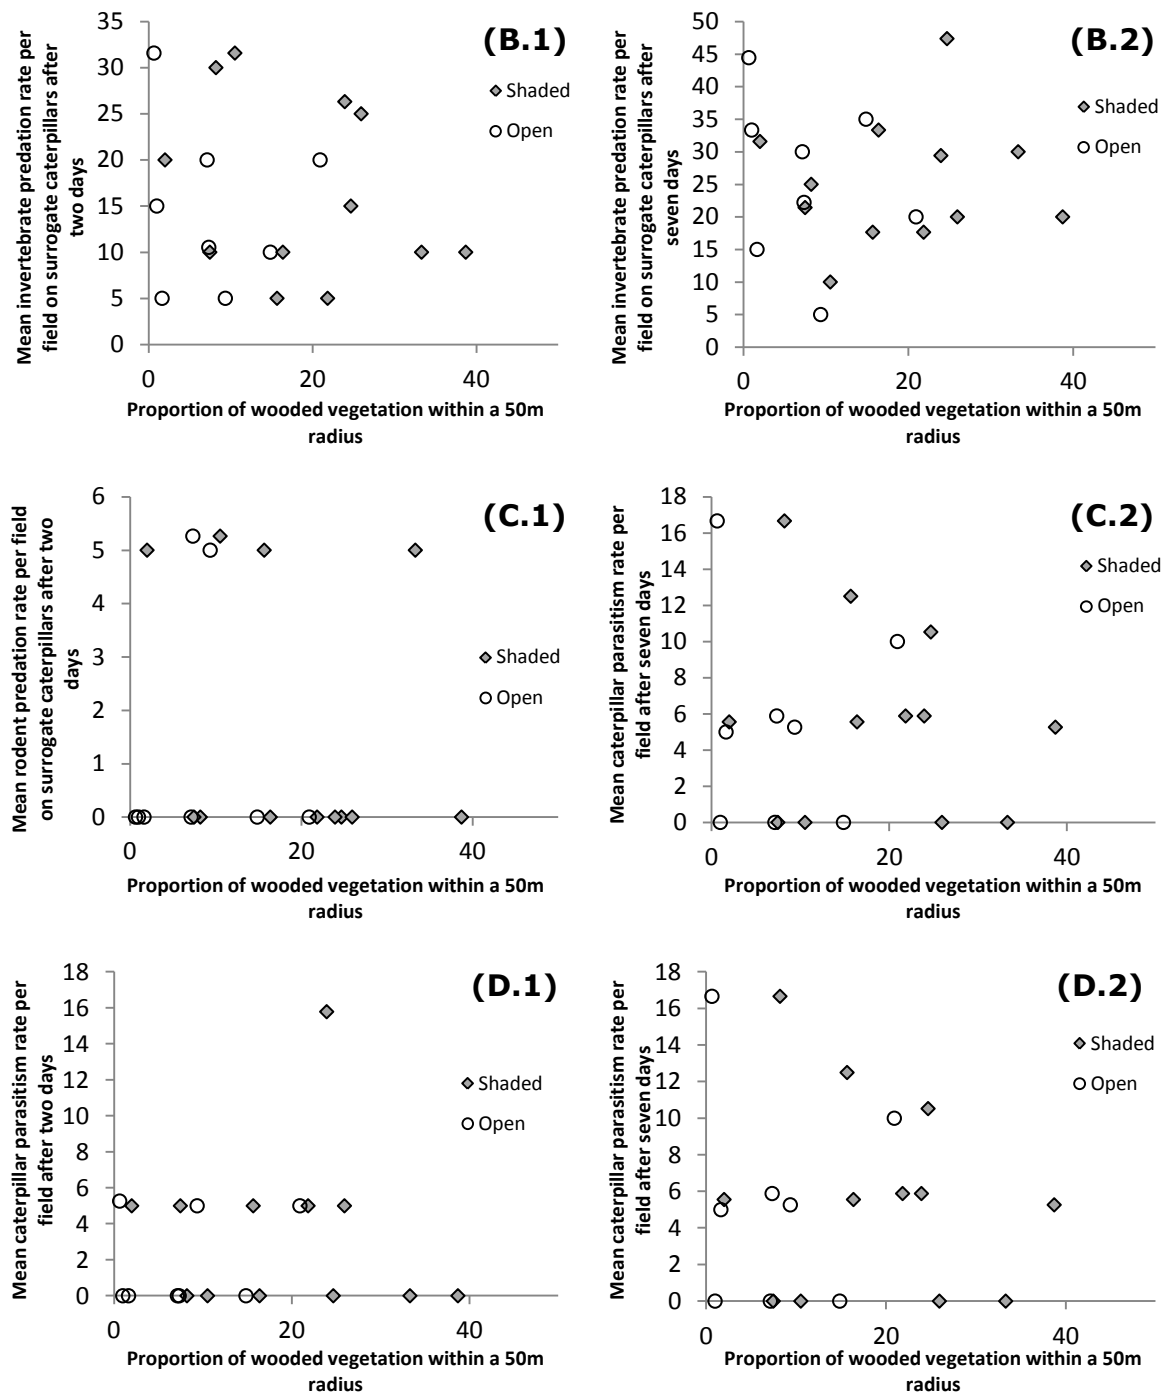 (B.1)
Mean invertebrate predation rate per
field on surrogate caterpillars after
two days
35
30
25
20
15
10
5
0
0 20 40
Proportion of wooded vegetation within a 50m
radius
Shaded
Open
(B.2)
Mean invertebrate predation rate per
field on surrogate caterpillars after
seven days
50
45
40
35
30
25
20
15
10
5
0
0 20 40
Proportion of wooded vegetation within a 50m
radius
Shaded
Open
(C.1)
Mean rodent predation rate per field
on surrogate caterpillars after two
days
6
5
4
3
2
1
0
0 20 40
Proportion of wooded vegetation within a 50m
radius
Shaded
Open
(C.2)
Mean caterpillar parasitism rate per
field after seven days
18
16
14
12
10
8
6
4
2
0
0 20 40
Proportion of wooded vegetation within a 50m
radius
Shaded
Open
(D.1)
Mean caterpillar parasitism rate per
field after two days
18
16
14
12
10
8
6
4
2
0
0 20 40
Proportion of wooded vegetation within a 50m
radius
Shaded
Open
(D.2)
Mean caterpillar parasitism rate per
field after seven days
18
16
14
12
10
8
6
4
2
0
0 20 40
Proportion of wooded vegetation within a 50m
radius
Shaded
Open